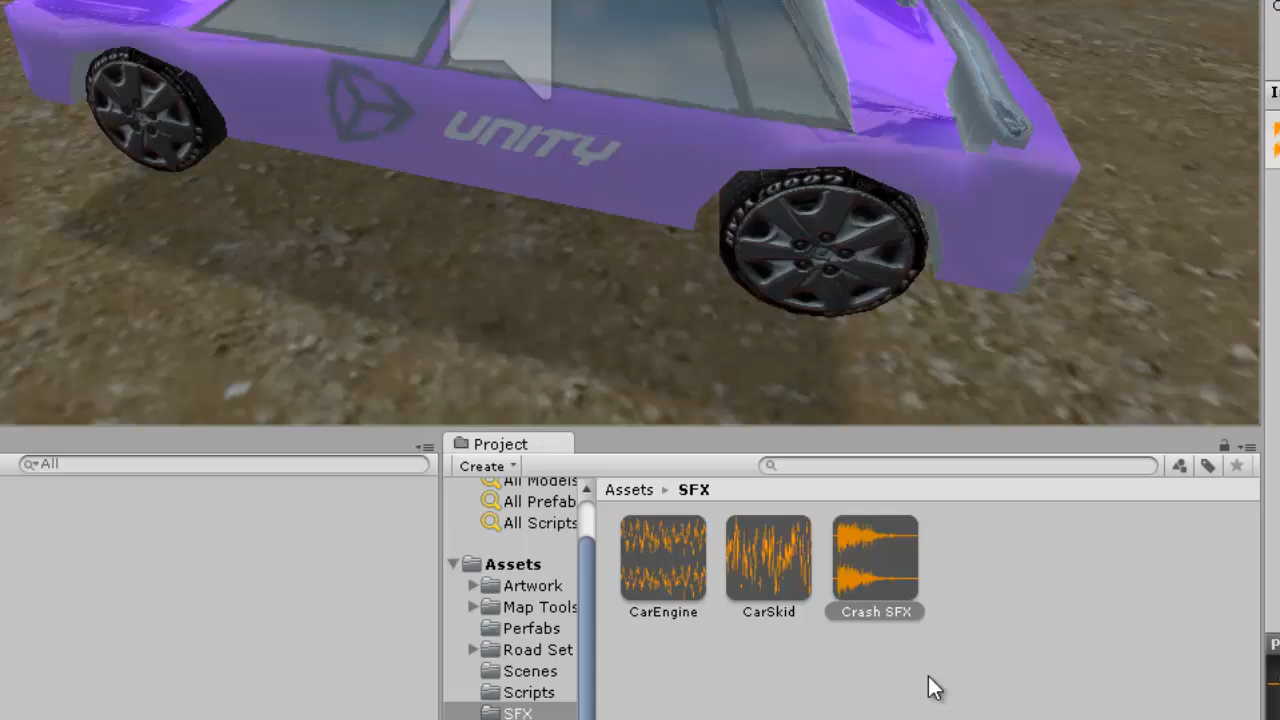 UNITY
Project
All
Create
All Models
All Prefab
All Scripts
Assets
Artwork
Map Tools
Perfabs
Road Set
Scenes
Scripts
SFX
Assets ▸ SFX
CarEngine
CarSkid
Crash SFX